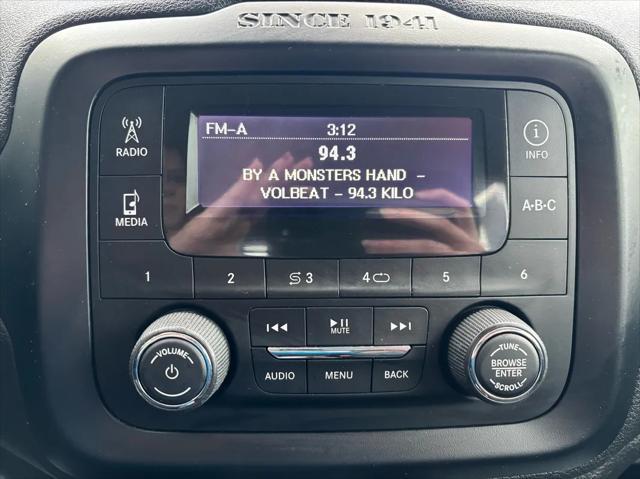 SINCE 1941
FM-A 3:12
94.3
BY A MONSTERS HAND -
VOLBEAT - 94.3 KILO
RADIO
MEDIA
INFO
A-B-C
1 2 3 4 5 6
MUTE
VOLUME
AUDIO MENU BACK
TUNE
BROWSE
ENTER
SCROLL